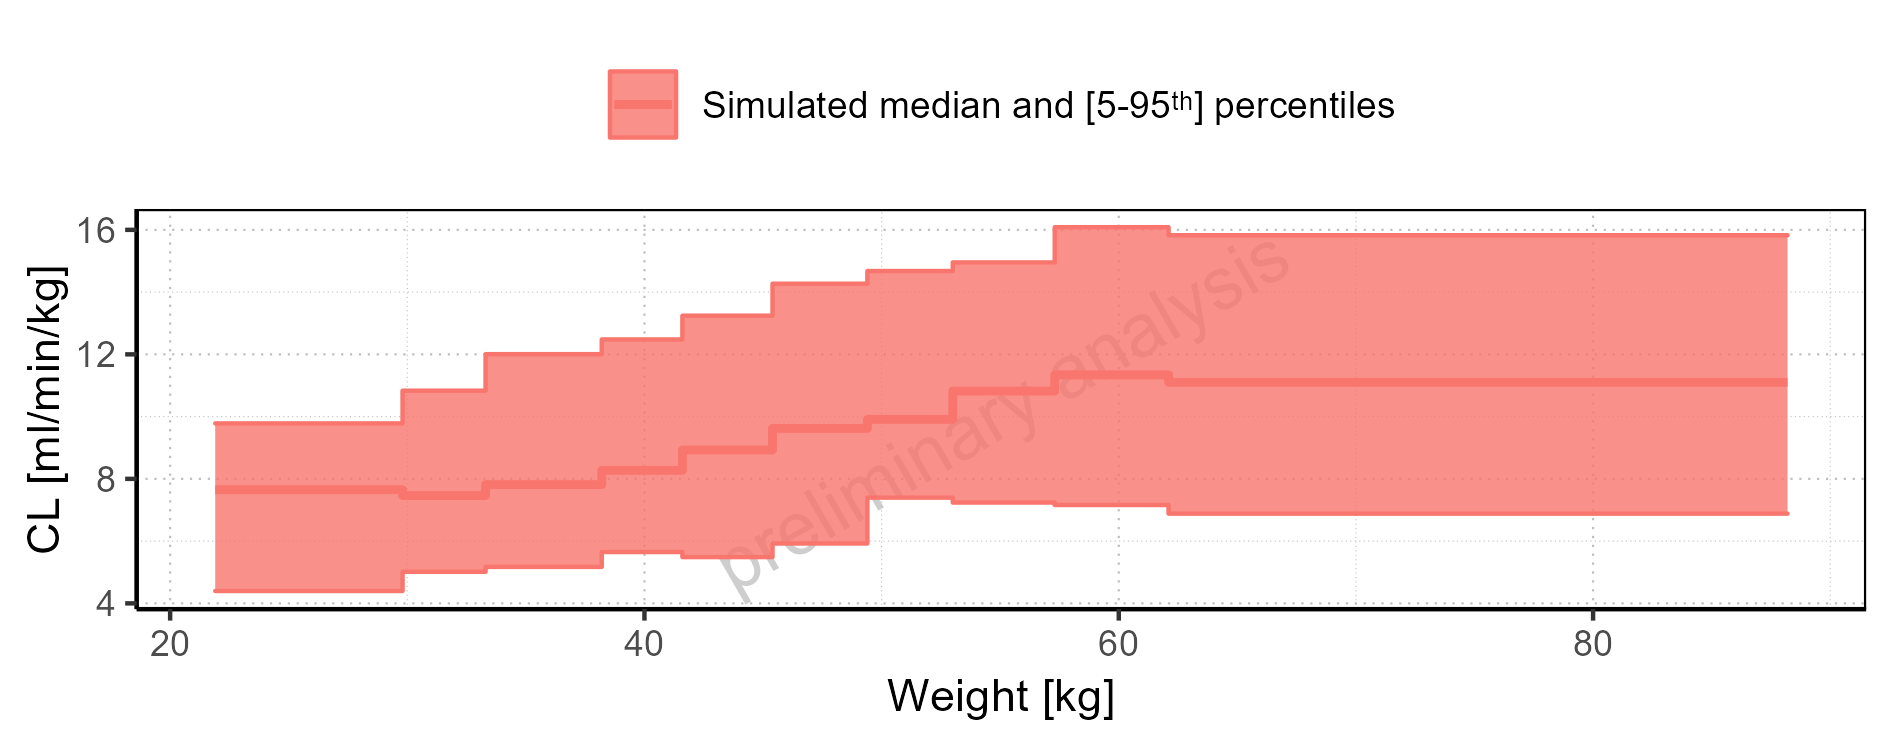 Simulated median and [5-95th] percentiles
CL [ml/min/kg]
16
12
8
4
preliminary analysis
20 40 60 80
Weight [kg]